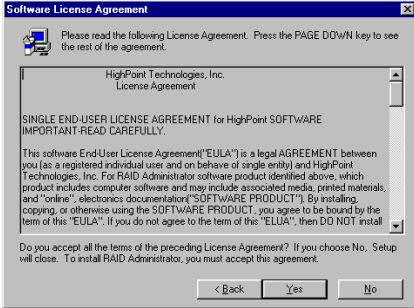 Software License Agreement
Please read the following License Agreement. Press the PAGE DOWN key to see
the rest of the agreement.
HighPoint Technologies, Inc.
License Agreement
SINGLE END-USER LICENSE AGREEMENT for HighPoint SOFTWARE
IMPORTANT-READ CAREFULLY.
This software End-User License Agreement("EULA") is a legal AGREEMENT between
you (as a registered individual user and on behave of single entity) and HighPoint
Technologies, Inc. For RAID Administrator software product identified above, which
product includes computer software and may include associated media, printed materials,
and "online", electronics documentation("SOFTWARE PRODUCT"). By installing,
copying, or otherwise using the SOFTWARE PRODUCT, you agree to be bound by the
term of this "EULA". If you do not agree to the term of this "ELUA", then DO NOT install
Do you accept all the terms of the preceding License Agreement? If you choose No, Setup
will close. To install RAID Administrator, you must accept this agreement.
< Back Yes No